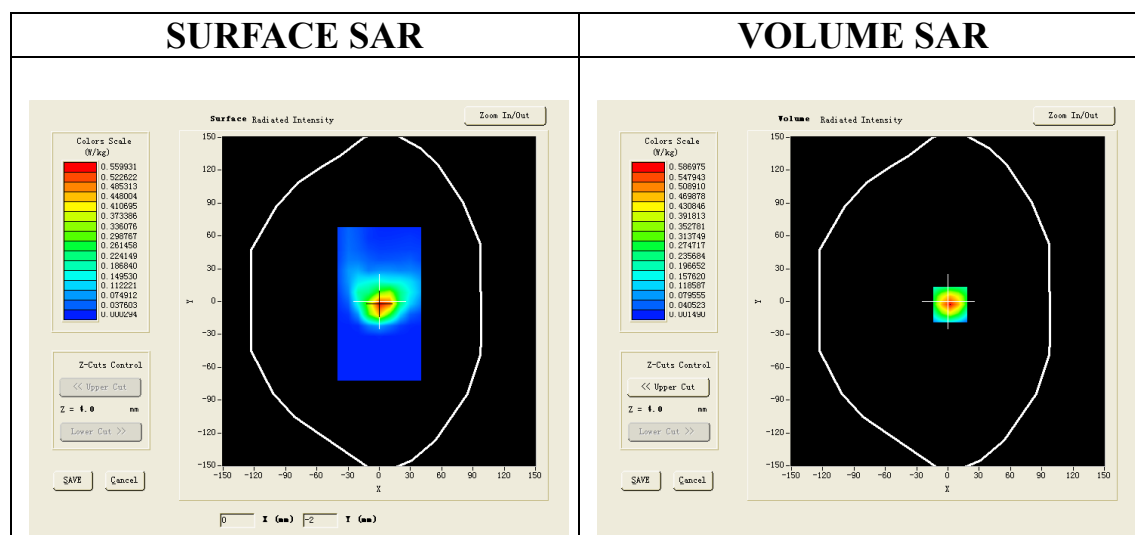 SURFACE SAR
VOLUME SAR
Surface Radiated Intensity
Zoom In/Out
Colors Scale
(W/kg)
0.559931
0.522622
0.485313
0.448004
0.410695
0.373386
0.336076
0.298767
0.261458
0.224149
0.186840
0.149530
0.112221
0.074912
0.037603
0.000294
150
120
90
60
30
0
-30
-60
-90
-120
-150
Y
-150 -120 -90 -60 -30 0 30 60 90 120 150
X
Z-Cuts Control
<< Upper Cut
Z = 4.0 mm
Lower Cut >>
SAVE Cancel
0 X (mm) -2 Y (mm)
Volume Radiated Intensity
Zoom In/Out
Colors Scale
(W/kg)
0.586975
0.547943
0.508910
0.469878
0.430846
0.391813
0.352781
0.313749
0.274717
0.235684
0.196652
0.157620
0.118587
0.079555
0.040523
0.001490
150
120
90
60
30
0
-30
-60
-90
-120
-150
Y
-150 -120 -90 -60 -30 0 30 60 90 120 150
X
Z-Cuts Control
<< Upper Cut
Z = 4.0 mm
Lower Cut >>
SAVE Cancel